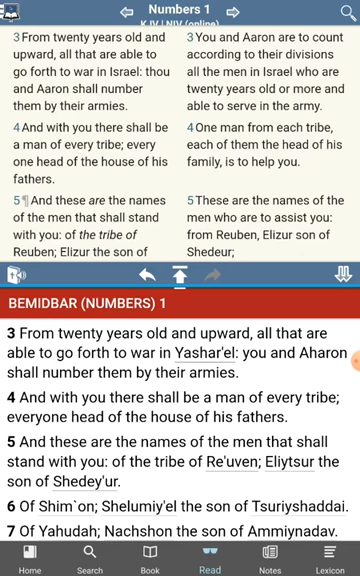 Numbers 1
KJV | NIV (online)
3 From twenty years old and
upward, all that are able to
go forth to war in Israel: thou
and Aaron shall number
them by their armies.
4 And with you there shall be
a man of every tribe; every
one head of the house of his
fathers.
5 ¶ And these are the names
of the men that shall stand
with you: of the tribe of
Reuben; Elizur the son of
3 You and Aaron are to count
according to their divisions
all the men in Israel who are
twenty years old or more and
able to serve in the army.
4 One man from each tribe,
each of them the head of his
family, is to help you.
5 These are the names of the
men who are to assist you:
from Reuben, Elizur son of
Shedeur;
BEMIDBAR (NUMBERS) 1
3 From twenty years old and upward, all that are
able to go forth to war in Yashar'el: you and Aharon
shall number them by their armies.
4 And with you there shall be a man of every tribe;
everyone head of the house of his fathers.
5 And these are the names of the men that shall
stand with you: of the tribe of Re'uven; Eliytsur the
son of Shedey'ur.
6 Of Shim`on; Shelumiy'el the son of Tsuriyshaddai.
7 Of Yahudah; Nachshon the son of Ammiynadav.
Home
Search
Book
Read
Notes
Lexicon